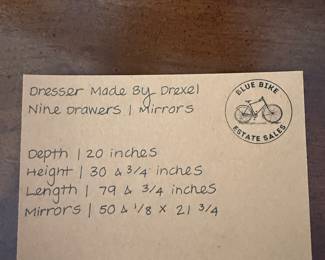 Dresser Made By Drexel
Nine Drawers | Mirrors
BLUE BIKE
ESTATE SALES
Depth | 20 inches
Height | 30 & 3/4 inches
Length | 79 & 3/4 inches
Mirrors | 50 & 1/8 x 21 3/4